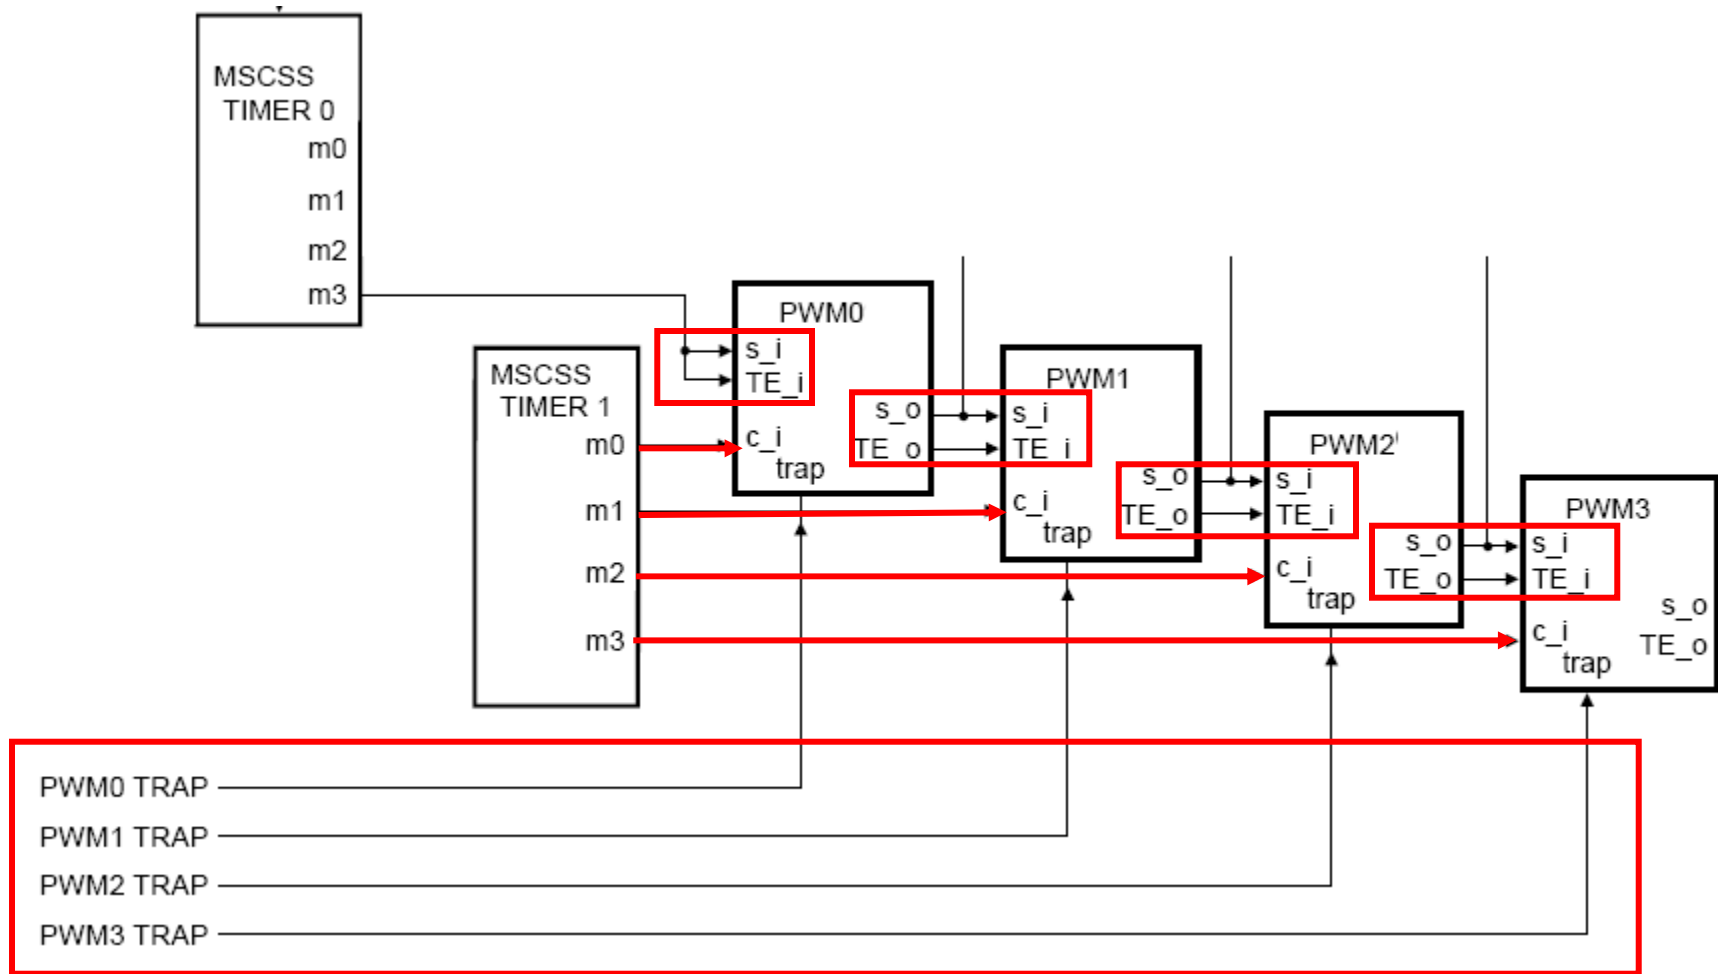 MSCSS
TIMER 0
m0
m1
m2
m3
MSCSS
TIMER 1
m0
m1
m2
m3
PWM0
s_i
TE_i
c_i
trap
s_o
TE_o
PWM1
s_i
TE_i
c_i
trap
s_o
TE_o
PWM2
s_i
TE_i
c_i
trap
s_o
TE_o
PWM3
s_i
TE_i
c_i
trap
s_o
TE_o
PWM0 TRAP
PWM1 TRAP
PWM2 TRAP
PWM3 TRAP